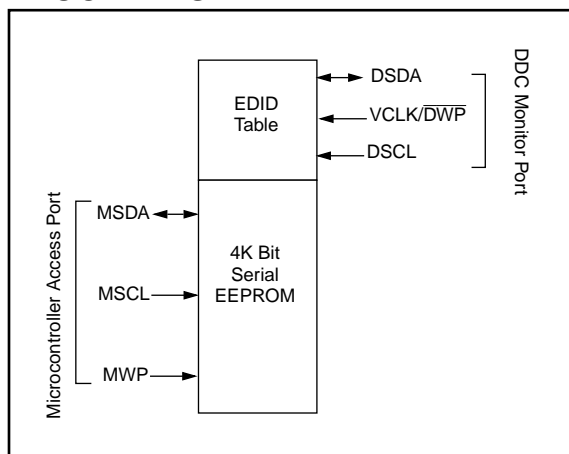 EDID
Table
DSDA
VCLK/DWP
DSCL
DDC Monitor Port
Microcontroller Access Port
MSDA
MSCL
MWP
4K Bit
Serial
EEPROM